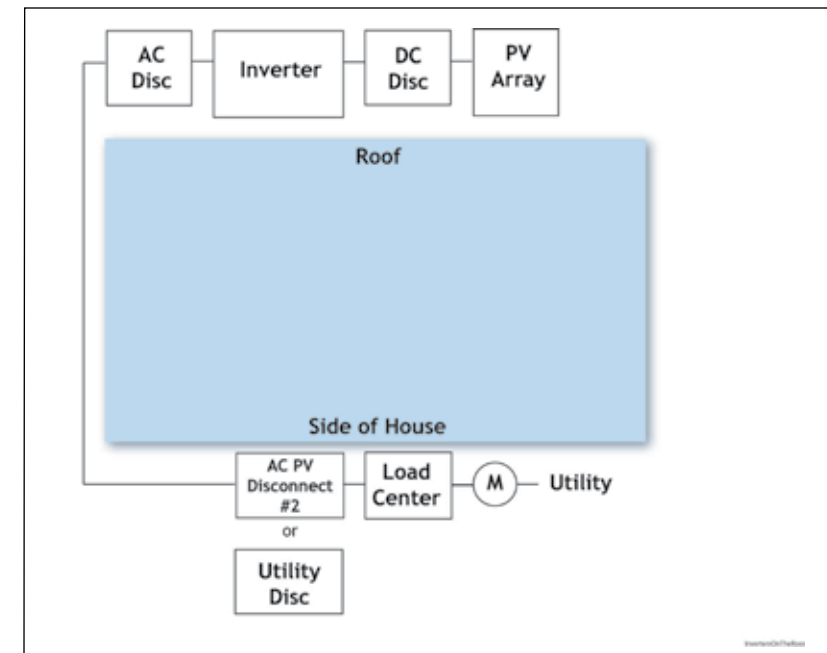 AC
Disc
Inverter
DC
Disc
PV
Array
Roof
Side of House
AC PV
Disconnect
#2
Load
Center
M
Utility
or
Utility
Disc
InvertersOnTheRoof